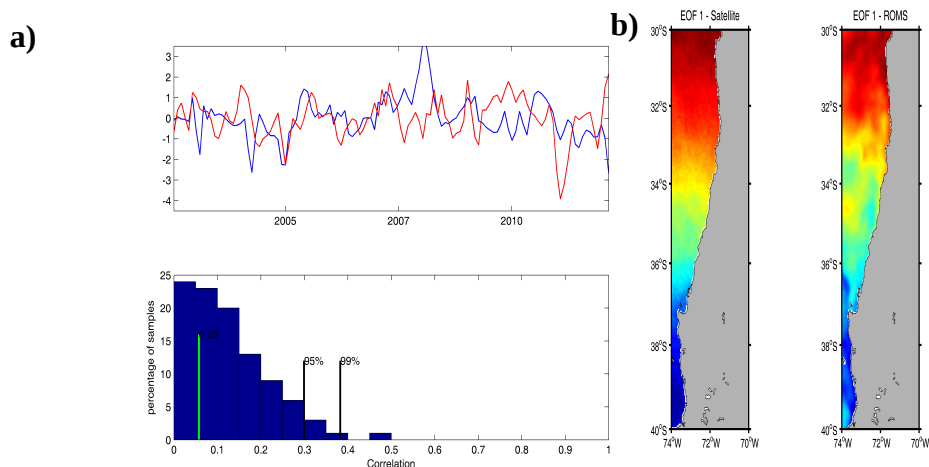 a)
3
2
1
0
-1
-2
-3
-4
2005
2007
2010
25
20
15
10
5
0
percentage of samples
95%
99%
0
0.1
0.2
0.3
0.4
0.5
0.6
0.7
0.8
0.9
1
Correlation
b)
EOF 1 - Satellite
30°S
32°S
34°S
36°S
38°S
40°S
74°W
72°W
70°W
EOF 1 - ROMS
30°S
32°S
34°S
36°S
38°S
40°S
74°W
72°W
70°W